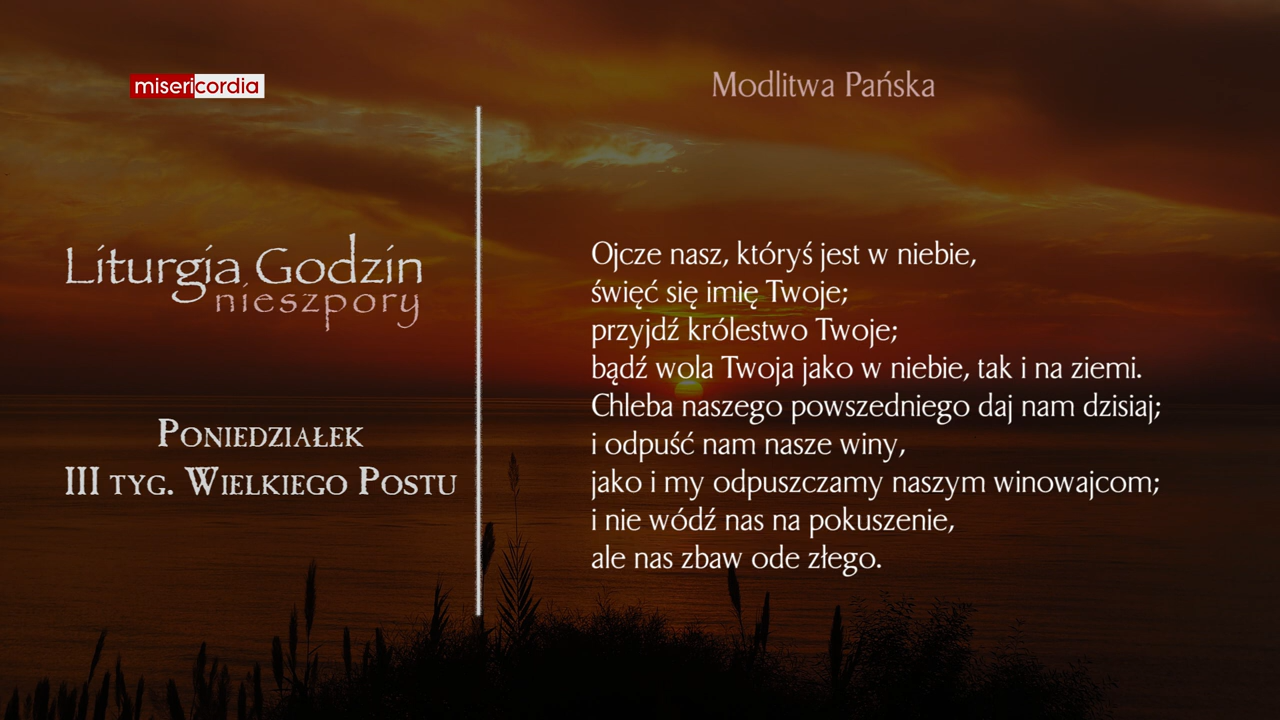 misericordia
Liturgia Godzin
nieszpory
Poniedziałek
III tyg. Wielkiego Postu
Modlitwa Pańska
Ojcze nasz, któryś jest w niebie,
święć się imię Twoje;
przyjdź królestwo Twoje;
bądź wola Twoja jako w niebie, tak i na ziemi.
Chleba naszego powszedniego daj nam dzisiaj;
i odpuść nam nasze winy,
jako i my odpuszczamy naszym winowajcom;
i nie wódź nas na pokuszenie,
ale nas zbaw ode złego.